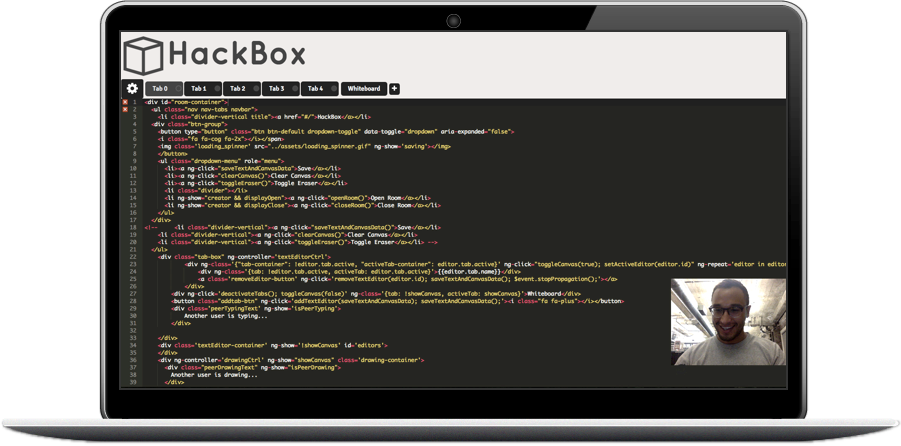 HackBox
Tab 0 Tab 1 Tab 2 Tab 3 Tab 4 Whiteboard +
1 <div id="room-container">
2 <ul class="nav nav-tabs navbar">
3 <li class="divider-vertical title"><a href="#/">HackBox</a></li>
4 <div class="btn-group">
5 <button type="button" class="btn btn-default dropdown-toggle" data-toggle="dropdown" aria-expanded="false">
6 <i class="fa fa-cog fa-2x"></i></span>
7 <img class='loading_spinner' src="../assets/loading_spinner.gif" ng-show='saving'></img>
8 </button>
9 <ul class="dropdown-menu" role="menu">
10 <li><a ng-click="saveTextAndCanvasData()">Save</a></li>
11 <li><a ng-click="clearCanvas()">Clear Canvas</a></li>
12 <li><a ng-click="toggleEraser()">Toggle Eraser</a></li>
13 <li class="divider"></li>
14 <li ng-show="creator && displayOpen"><a ng-click="openRoom()">Open Room</a></li>
15 <li ng-show="creator && displayClose"><a ng-click="closeRoom()">Close Room</a></li>
16 </ul>
17 </div>
18 <!-- <li class="divider-vertical"><a ng-click="saveTextAndCanvasData()">Save</a></li>
19 <li class="divider-vertical"><a ng-click="clearCanvas()">Clear Canvas</a></li>
20 <li class="divider-vertical"><a ng-click="toggleEraser()">Toggle Eraser</a></li> -->
21 </ul>
22 <div class="tab-box" ng-controller='textEditorCtrl'>
23 <div ng-class='{"tab-container": !editor.tab.active, "activeTab-container": editor.tab.active}' ng-click="toggleCanvas(true); setActiveEditor(editor.id)" ng-repeat='editor in editor
24 <div ng-class='{tab: !editor.tab.active, activeTab: editor.tab.active}'>{{editor.tab.name}}</div>
25 <a class='removeEditor-button' ng-click='removeTextEditor(editor.id); saveTextAndCanvasData(); $event.stopPropagation();'></a>
26 </div>
27 <div ng-click='deactivateTabs(); toggleCanvas(false)' ng-class='{tab: !showCanvas, activeTab: showCanvas}'>Whiteboard</div>
28 <button class="addtab-btn" ng-click='addTextEditor(saveTextAndCanvasData); saveTextAndCanvasData();'><i class="fa fa-plus"></i></button>
29 <div class="peerTypingText" ng-show='isPeerTyping'>
30 Another user is typing...
31 </div>
32
33 </div>
34 <div class='textEditor-container' ng-show='!showCanvas' id='editors'>
35 </div>
36 <div ng-controller='drawingCtrl' ng-show="showCanvas" class='drawing-container'>
37 <div class="peerDrawingText" ng-show="isPeerDrawing">
38 Another user is drawing...
39 </div>